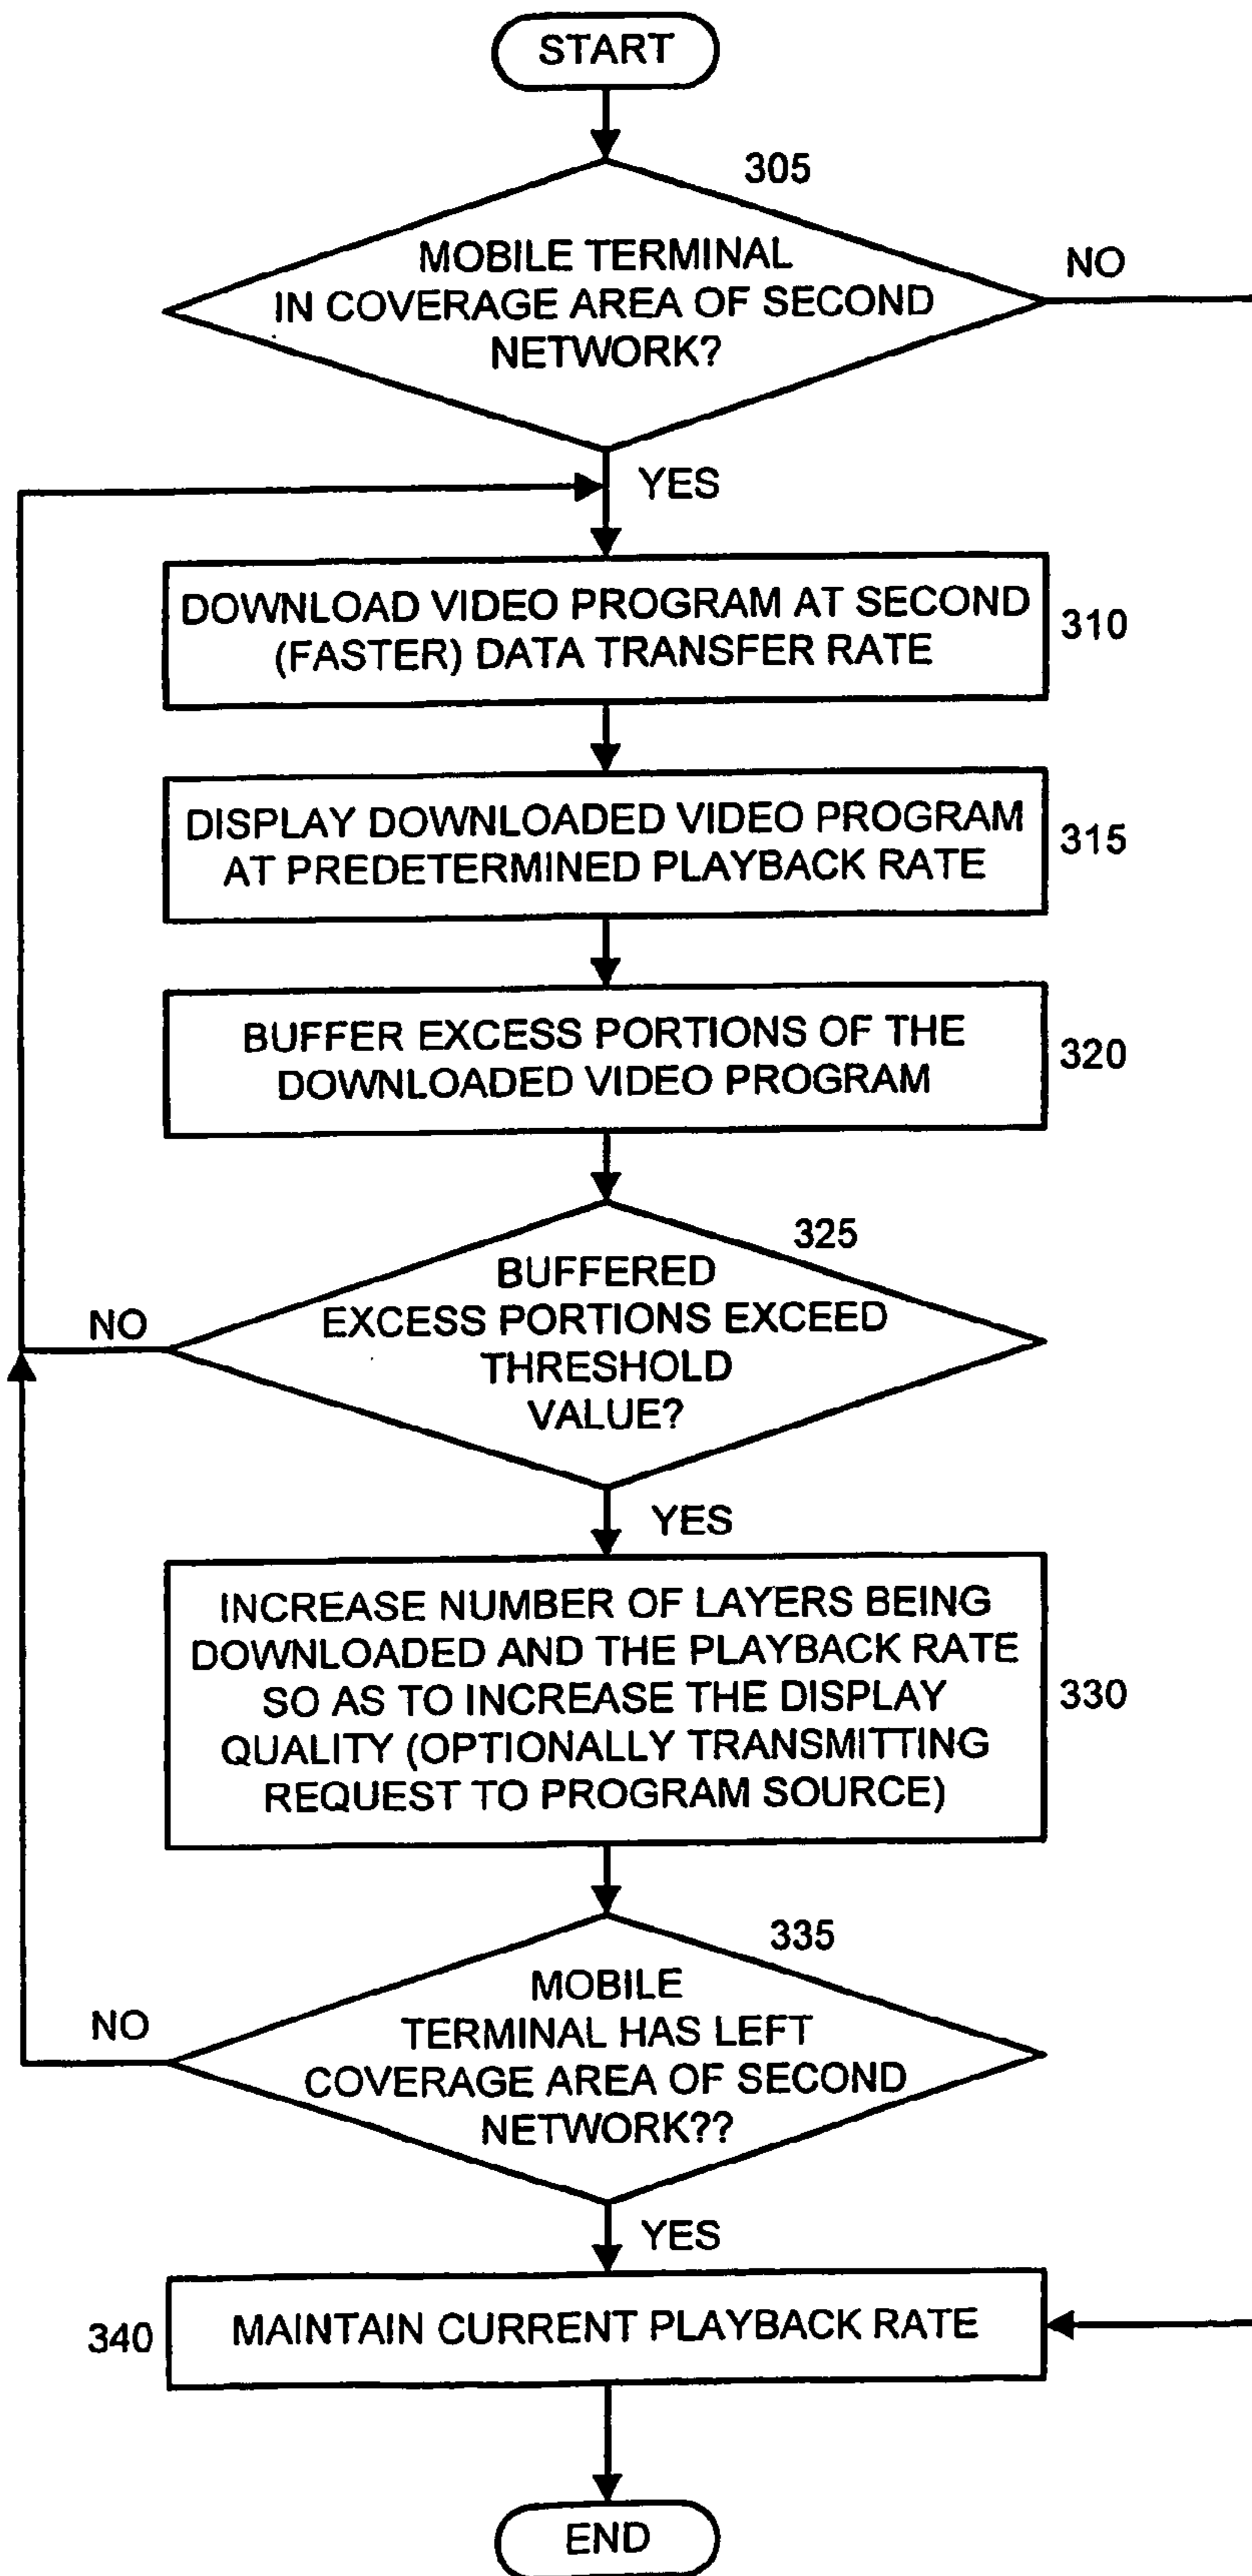 START
305
MOBILE TERMINAL
IN COVERAGE AREA OF SECOND
NETWORK?
NO
YES
DOWNLOAD VIDEO PROGRAM AT SECOND
(FASTER) DATA TRANSFER RATE
310
DISPLAY DOWNLOADED VIDEO PROGRAM
AT PREDETERMINED PLAYBACK RATE
315
BUFFER EXCESS PORTIONS OF THE
DOWNLOADED VIDEO PROGRAM
320
325
BUFFERED
EXCESS PORTIONS EXCEED
THRESHOLD
VALUE?
NO
YES
INCREASE NUMBER OF LAYERS BEING
DOWNLOADED AND THE PLAYBACK RATE
SO AS TO INCREASE THE DISPLAY
QUALITY (OPTIONALLY TRANSMITTING
REQUEST TO PROGRAM SOURCE)
330
335
MOBILE
TERMINAL HAS LEFT
COVERAGE AREA OF SECOND
NETWORK??
NO
YES
340
MAINTAIN CURRENT PLAYBACK RATE
END